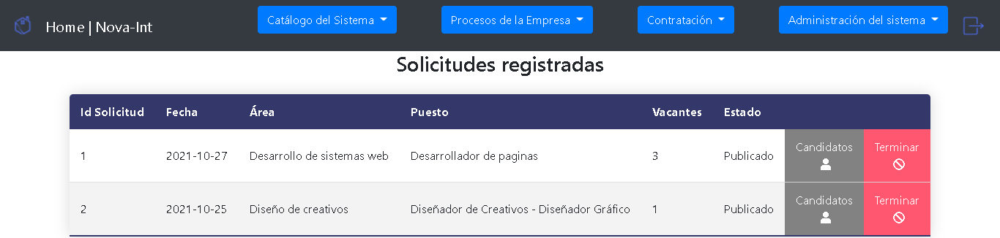 Home | Nova-Int Catálogo del Sistema Procesos de la Empresa Contratación Administración del sistema
Solicitudes registradas
Id Solicitud Fecha Área Puesto Vacantes Estado
1 2021-10-27 Desarrollo de sistemas web Desarrollador de paginas 3 Publicado Candidatos Terminar
2 2021-10-25 Diseño de creativos Diseñador de Creativos - Diseñador Gráfico 1 Publicado Candidatos Terminar